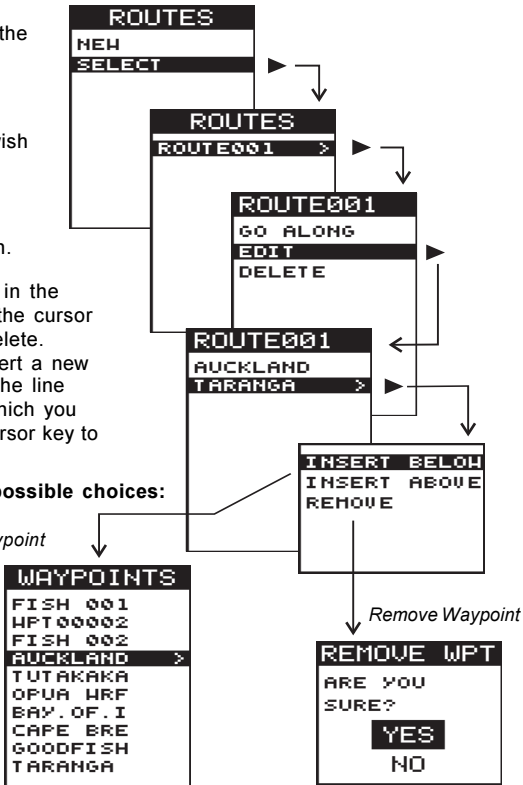 the
wish
n.
in the
the cursor
elete.
ert a new
he line
hich you
rsor key to
possible choices:
ypoint
ROUTES
NEW
SELECT
ROUTES
ROUTE001 >
ROUTE001
GO ALONG
EDIT
DELETE
ROUTE001
AUCKLAND
TARANGA >
INSERT BELOW
INSERT ABOVE
REMOVE
WAYPOINTS
FISH 001
WPT00002
FISH 002
AUCKLAND >
TUTAKAKA
OPUA WRF
BAY.OF.I
CAPE BRE
GOODFISH
TARANGA
Remove Waypoint
REMOVE WPT
ARE YOU
SURE?
YES
NO